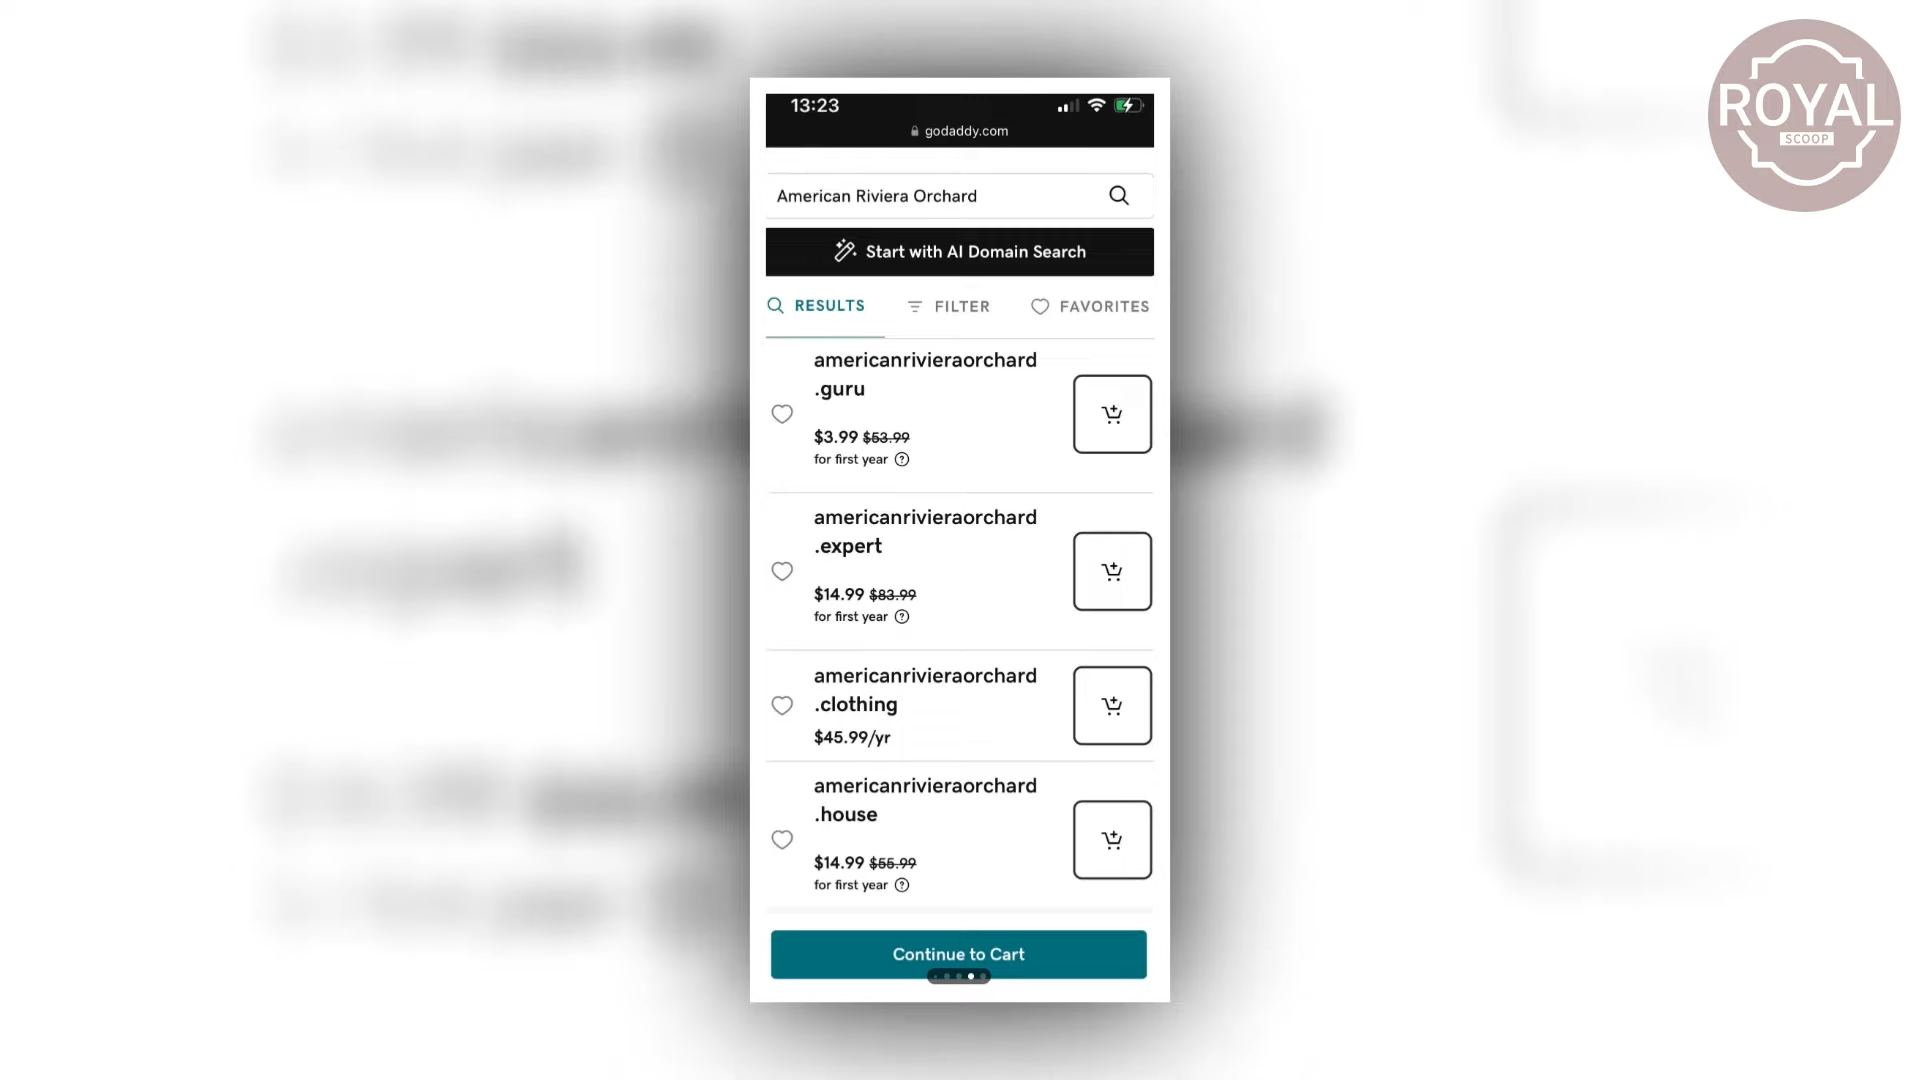 ROYAL
SCOOP
13:23
godaddy.com
American Riviera Orchard
Start with AI Domain Search
RESULTS FILTER FAVORITES
americanrivieraorchard
.guru
$3.99 $53.99
for first year ?
americanrivieraorchard
.expert
$14.99 $83.99
for first year ?
americanrivieraorchard
.clothing
$45.99/yr
americanrivieraorchard
.house
$14.99 $55.99
for first year ?
Continue to Cart